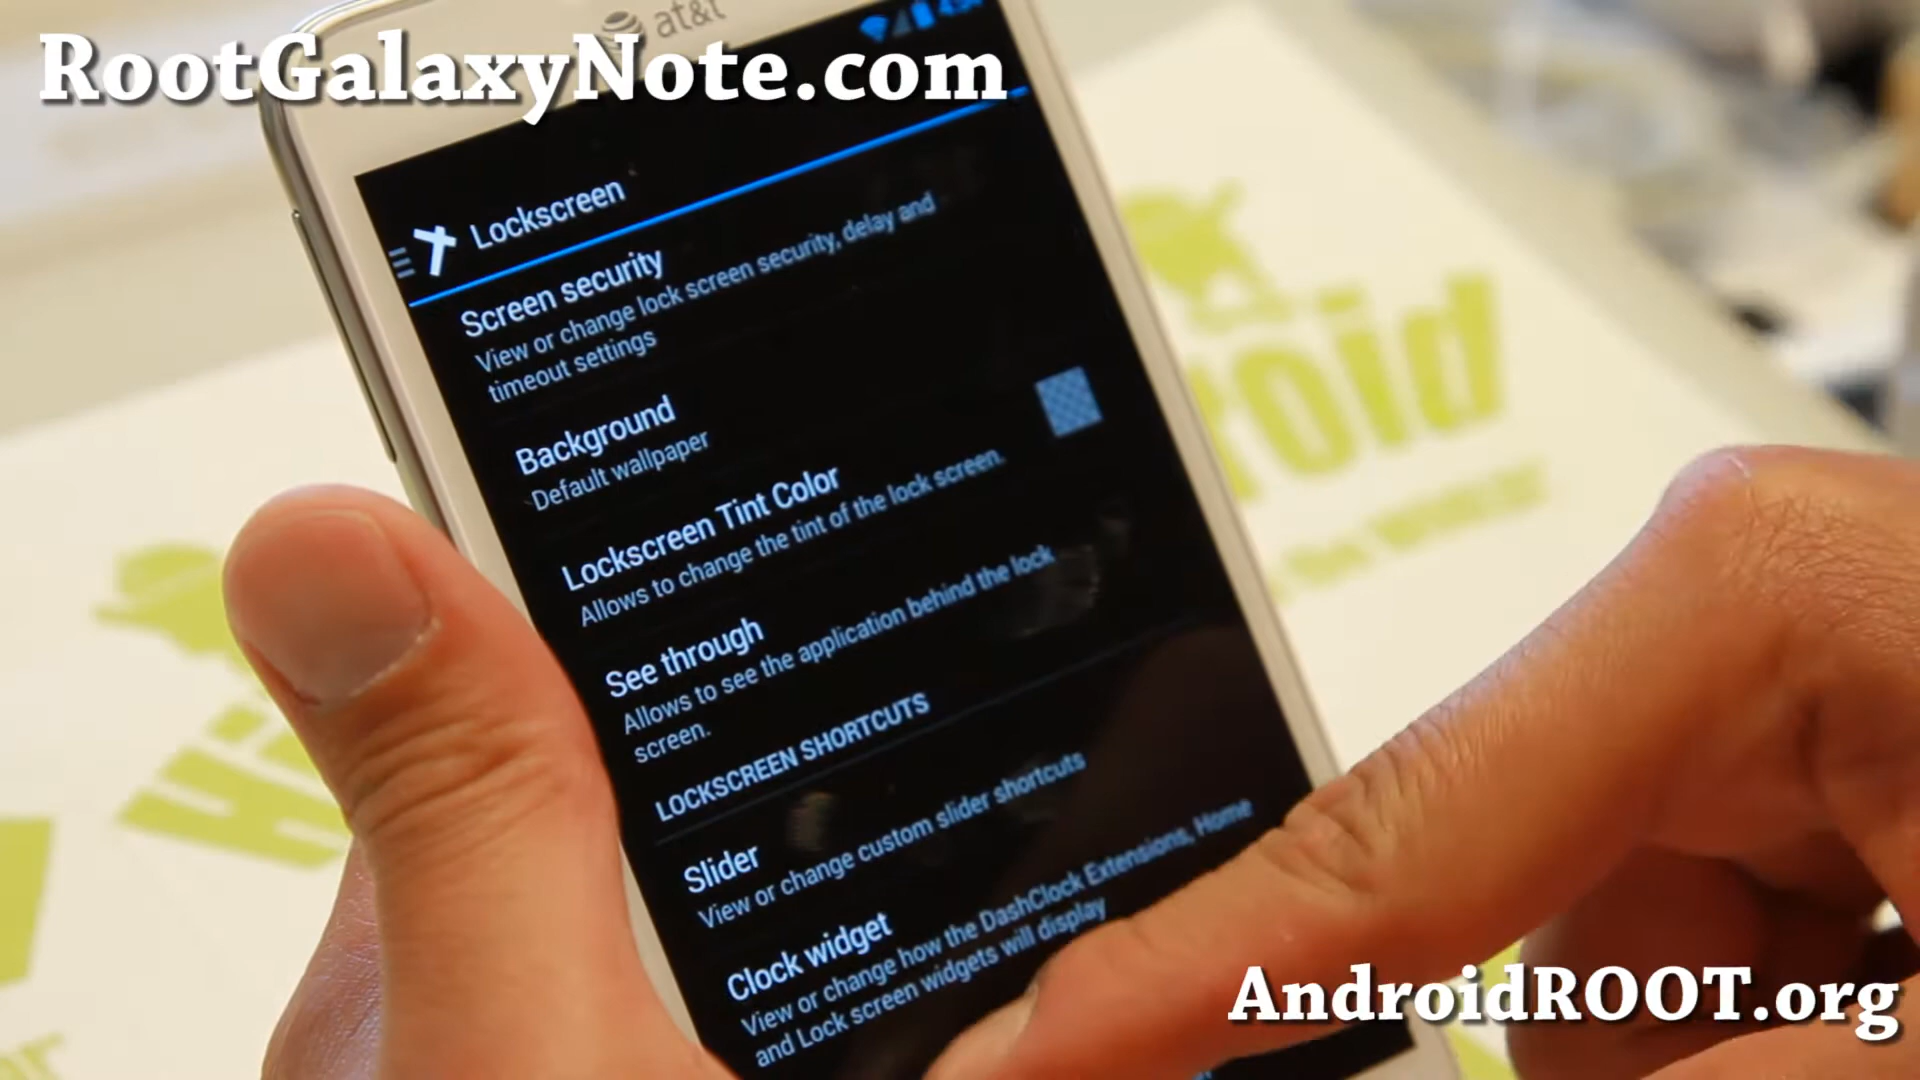 at&t
RootGalaxyNote.com
Lockscreen
Screen security
View or change lock screen security, delay and
timeout settings
Background
Default wallpaper
Lockscreen Tint Color
Allows to change the tint of the lock screen.
See through
Allows to see the application behind the lock
screen.
LOCKSCREEN SHORTCUTS
Slider
View or change custom slider shortcuts
Clock widget
View or change how the DashClock Extensions, Home
and Lock screen widgets will display
AndroidROOT.org